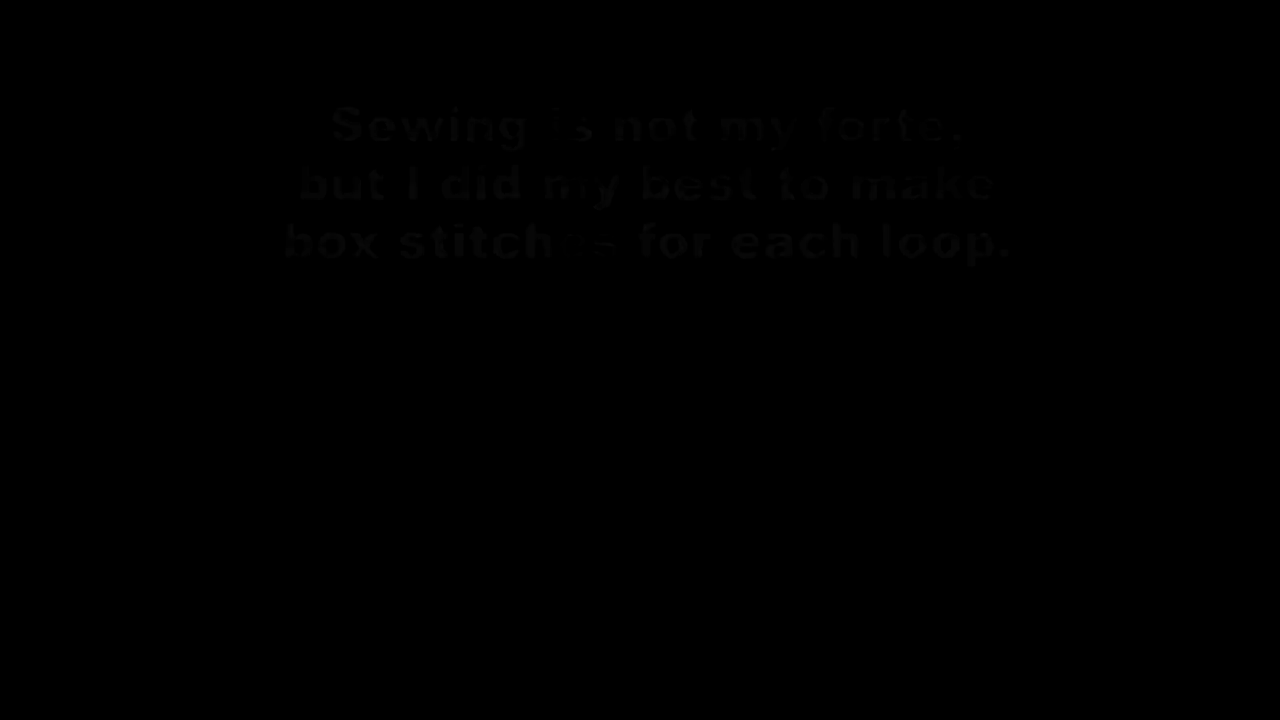 Sewing is not my forte.
but I did my best to make
box stitches for each loop.